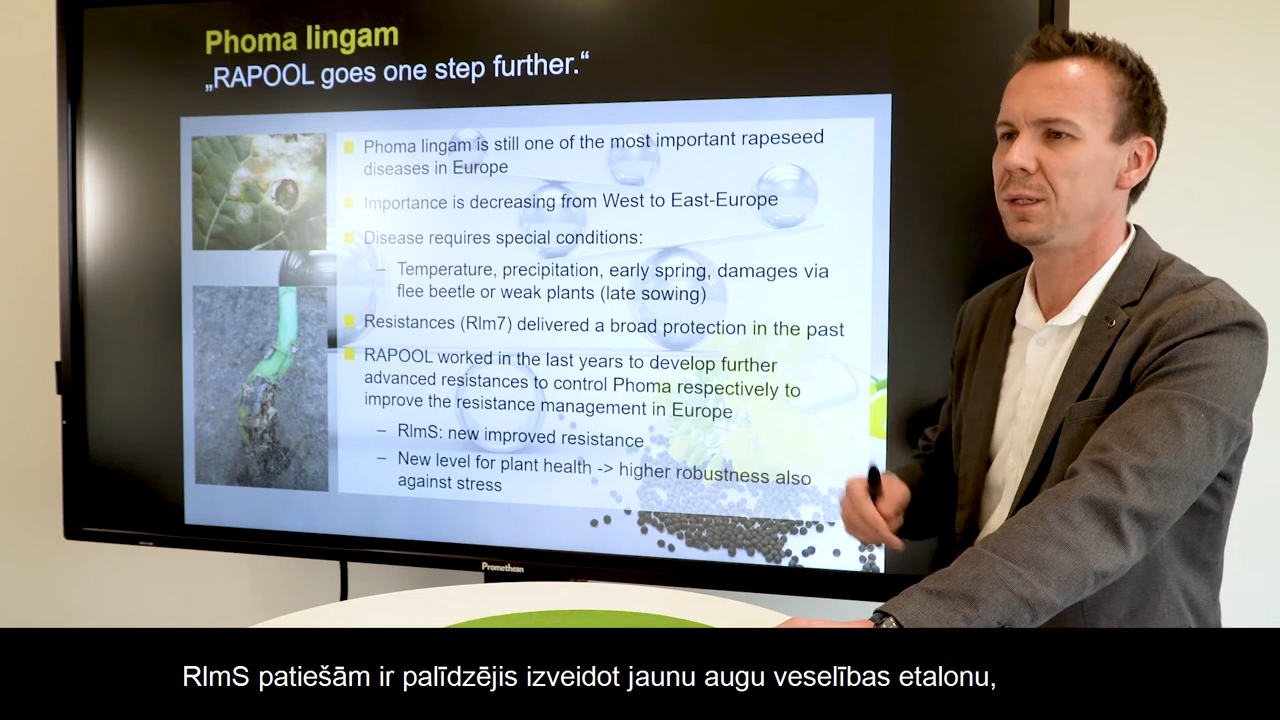 Phoma lingam
„RAPOOL goes one step further.“
Phoma lingam is still one of the most important rapeseed
diseases in Europe
Importance is decreasing from West to East-Europe
Disease requires special conditions:
– Temperature, precipitation, early spring, damages via
flee beetle or weak plants (late sowing)
Resistances (Rlm7) delivered a broad protection in the past
RAPOOL worked in the last years to develop further
advanced resistances to control Phoma respectively to
improve the resistance management in Europe
– RlmS: new improved resistance
– New level for plant health -> higher robustness also
against stress
Promethean
RlmS patiešām ir palīdzējis izveidot jaunu augu veselības etalonu,